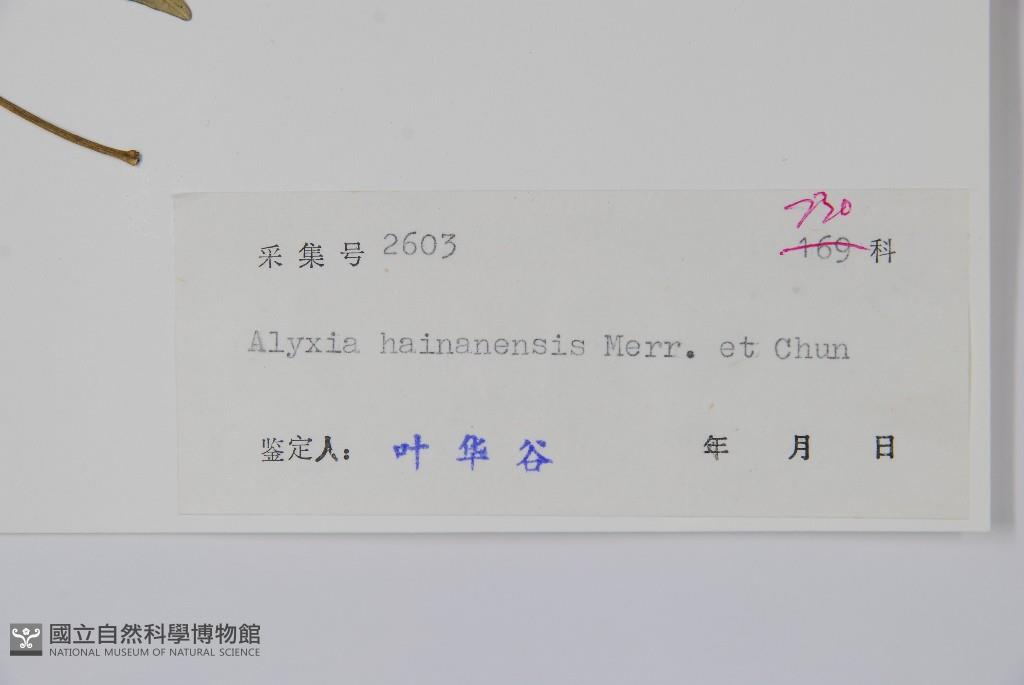 730
采集号 2603 169 科
Alyxia hainanensis Merr. et Chun
鉴定人: 叶华谷 年 月 日
國立自然科學博物館
NATIONAL MUSEUM OF NATURAL SCIENCE